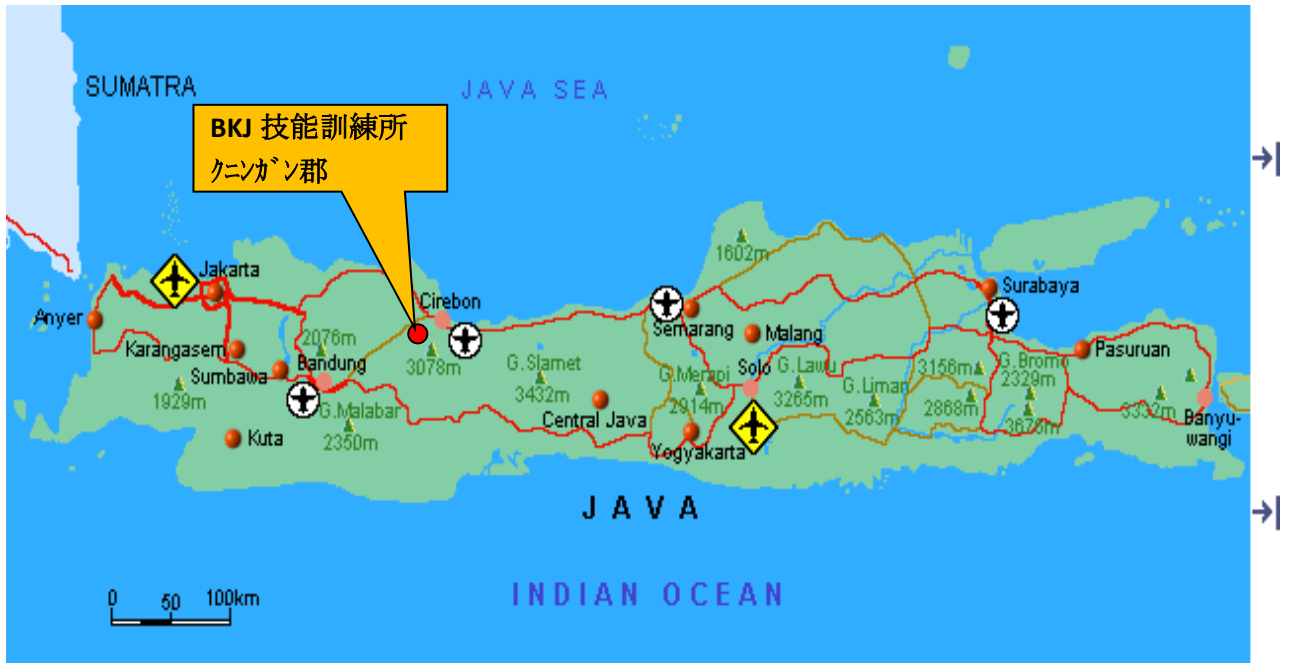 SUMATRA
JAVA SEA
BKJ 技能訓練所
ｸﾆﾝｶﾞﾝ郡
1602m
Jakarta
Surabaya
Cirebon
Anyer
Semarang
Malang
2076m
Karangasem
Pasuruan
Bandung
3078m
G.Slamet
Solo
G.Lawu
3156m
G.Bromo
Sumbawa
G.Merapi
G.Liman
2329m
1929m
3432m
2914m
3265m
2868m
3332m
G.Malabar
Central Java
2563m
3676m
Banyu-
wangi
Kuta
2350m
Yogyakarta
JAVA
INDIAN OCEAN
0 50 100km